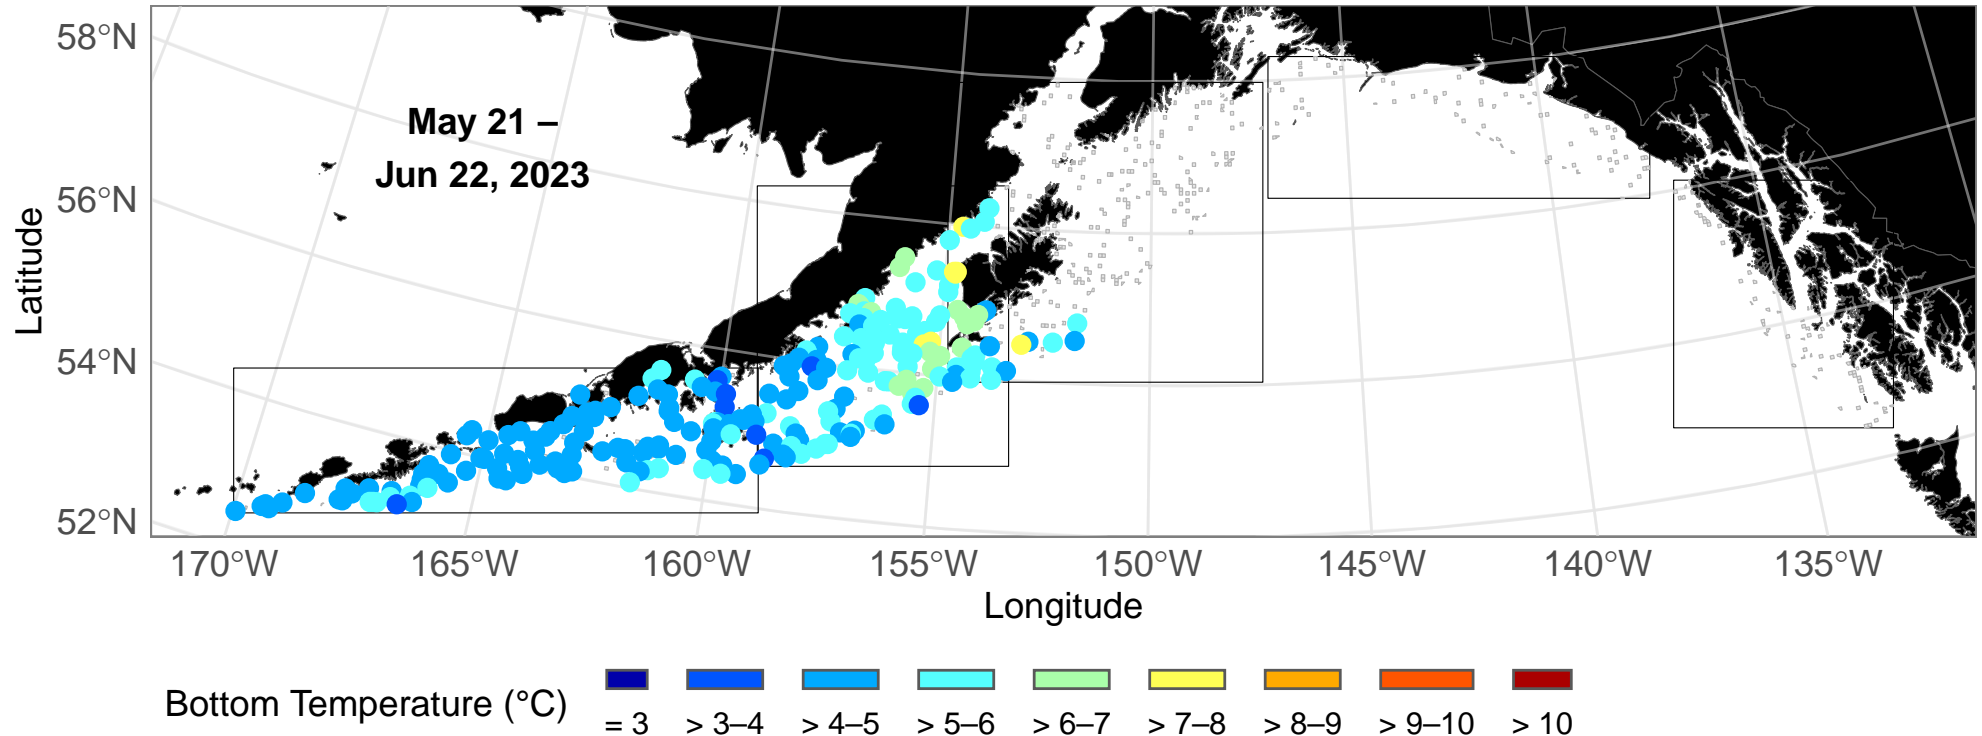 58°N
56°N
54°N
52°N
Latitude
May 21 –
Jun 22, 2023
170°W 165°W 160°W 155°W 150°W 145°W 140°W 135°W
Longitude
Bottom Temperature (°C)
= 3 > 3–4 > 4–5 > 5–6 > 6–7 > 7–8 > 8–9 > 9–10 > 10